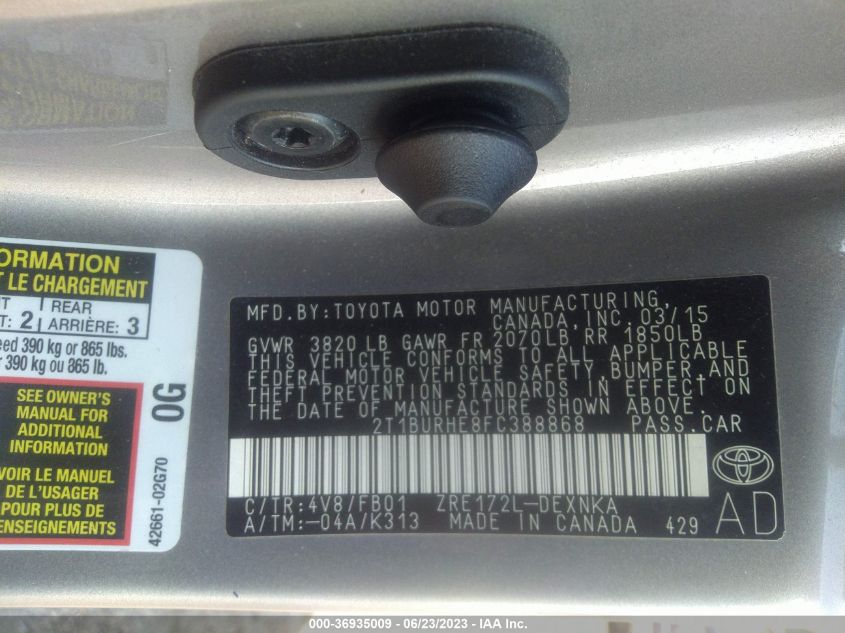 ORMATION
T LE CHARGEMENT
NT REAR
T: 2 ARRIÈRE: 3
eed 390 kg or 865 lbs.
r 390 kg ou 865 lb.
SEE OWNER'S
MANUAL FOR
ADDITIONAL
INFORMATION
VOIR LE MANUEL
DE L'USAGER
POUR PLUS DE
RENSEIGNEMENTS
0G
42661-02G70
MFD.BY:TOYOTA MOTOR MANUFACTURING,
CANADA, INC. 03/15
GVWR 3820LB GAWR FR 2070LB RR 1850LB
THIS VEHICLE CONFORMS TO ALL APPLICABLE
FEDERAL MOTOR VEHICLE SAFETY, BUMPER AND
THEFT PREVENTION STANDARDS IN EFFECT ON
THE DATE OF MANUFACTURE SHOWN ABOVE.
2T1BURHE8FC388868 PASS.CAR
C/TR:4V8/FB01 ZRE172L-DEXNKA
A/TM:-04A/K313 MADE IN CANADA 429
AD
000-36935009 / 06/23/2023 - IAA Inc.